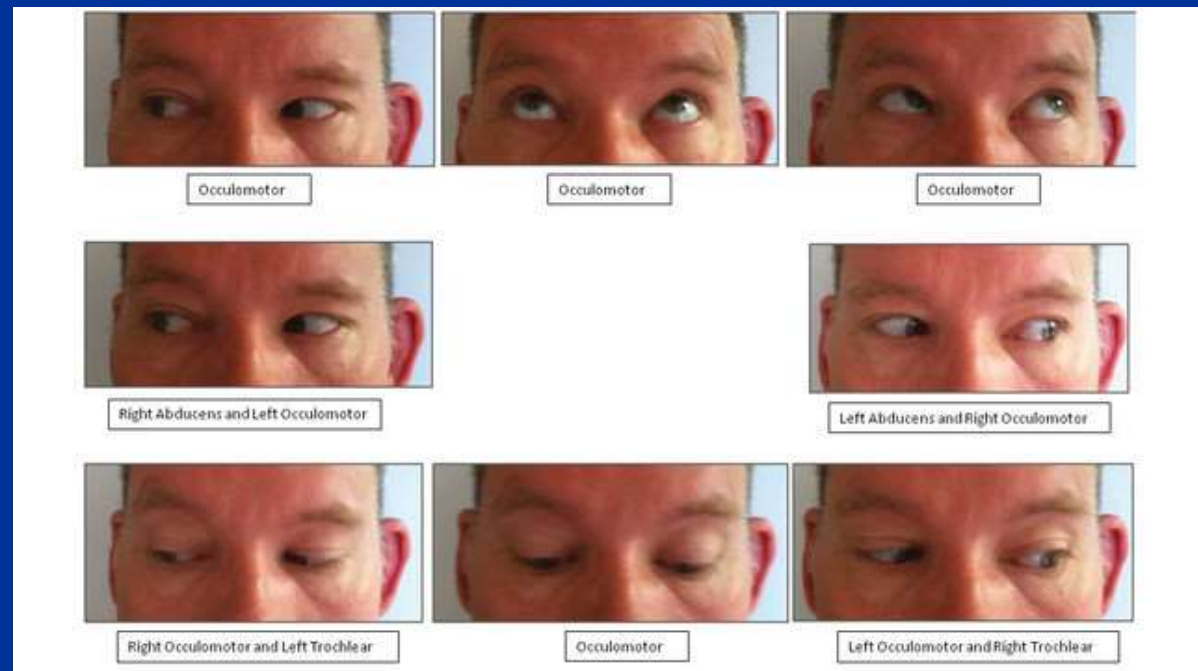 Occulomotor
Occulomotor
Occulomotor
Right Abducens and Left Occulomotor
Left Abducens and Right Occulomotor
Right Occulomotor and Left Trochlear
Occulomotor
Left Occulomotor and Right Trochlear